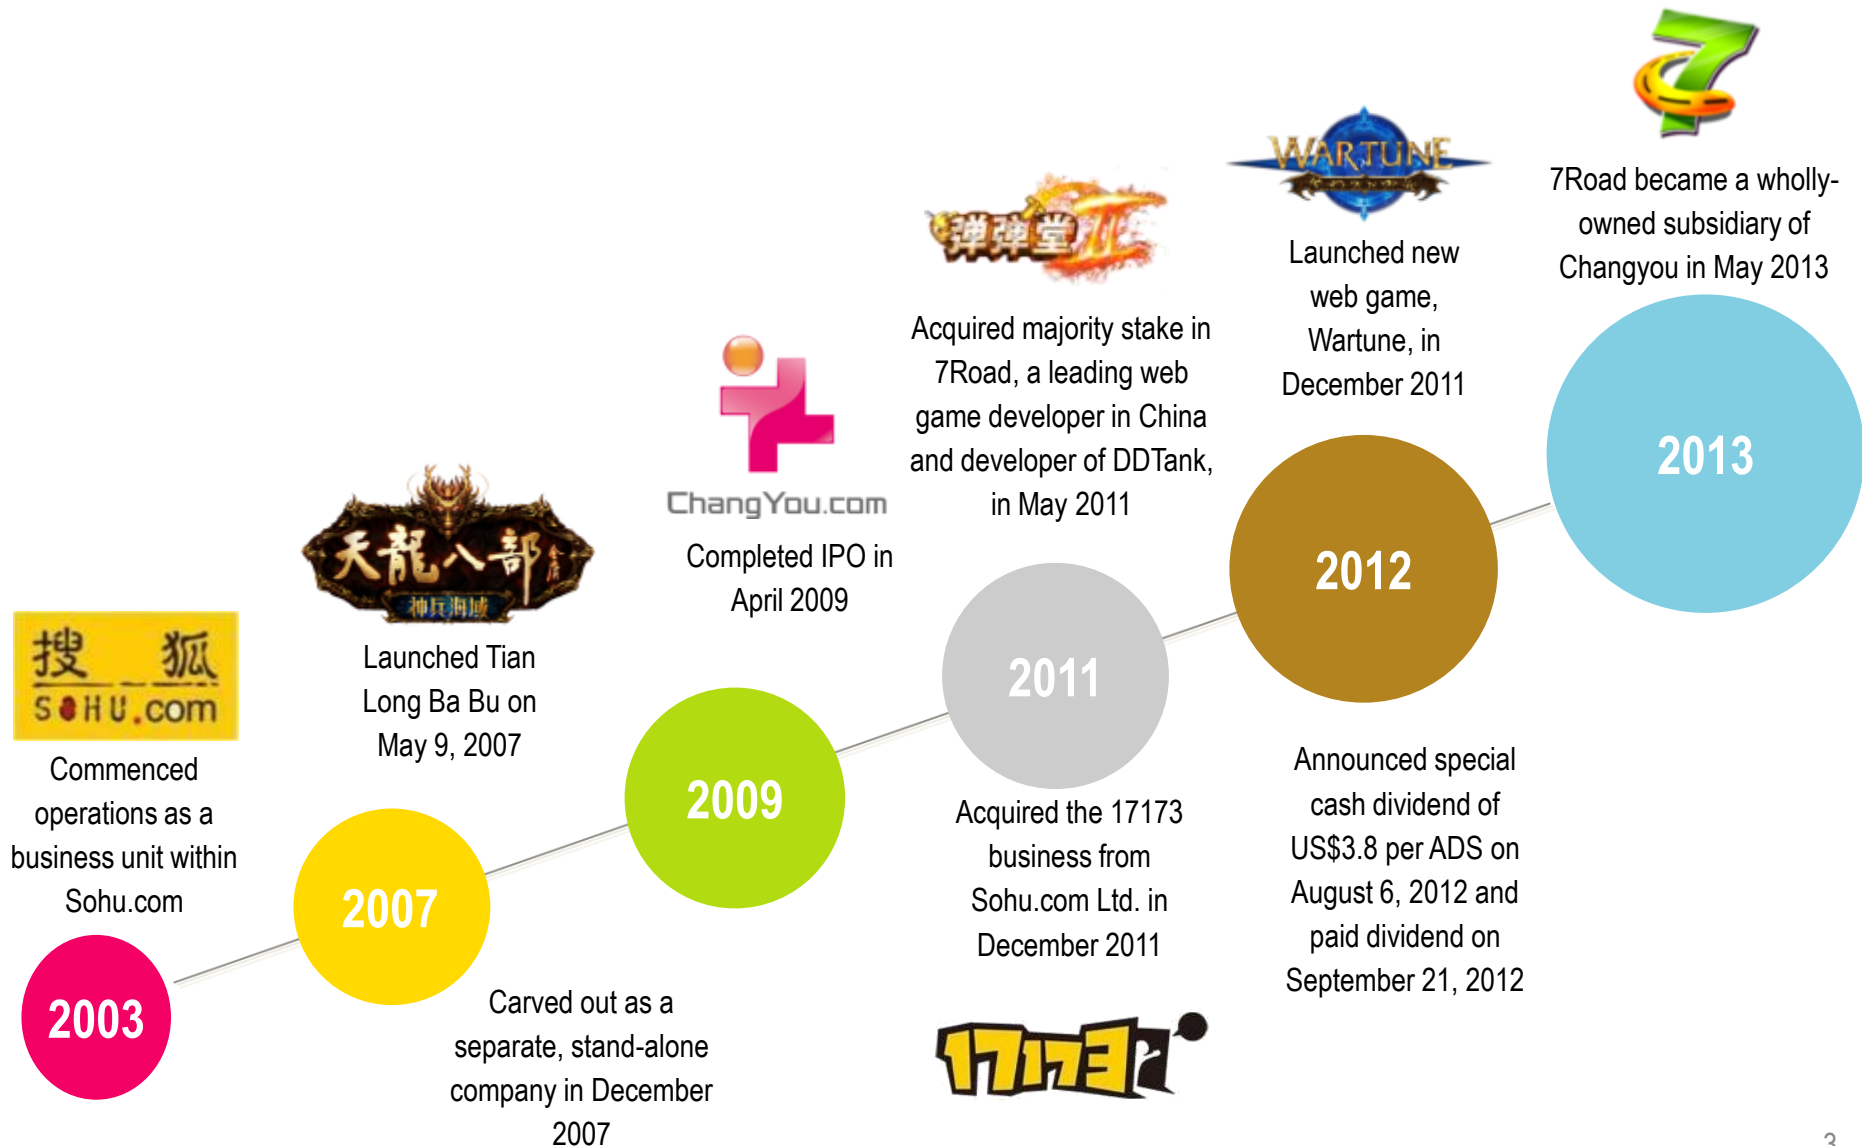 搜 狐
SOHU.com
Commenced
operations as a
business unit within
Sohu.com
2003
天龍八部
神兵海域
Launched Tian
Long Ba Bu on
May 9, 2007
2007
Carved out as a
separate, stand-alone
company in December
2007
ChangYou.com
Completed IPO in
April 2009
2009
弹弹堂II
Acquired majority stake in
7Road, a leading web
game developer in China
and developer of DDTank,
in May 2011
2011
Acquired the 17173
business from
Sohu.com Ltd. in
December 2011
17173
WARTUNE
Launched new
web game,
Wartune, in
December 2011
2012
Announced special
cash dividend of
US$3.8 per ADS on
August 6, 2012 and
paid dividend on
September 21, 2012
7
7Road became a wholly-
owned subsidiary of
Changyou in May 2013
2013
3